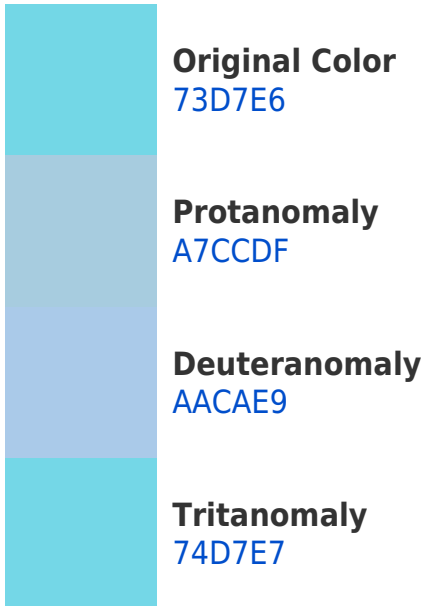 Original Color
73D7E6
Protanomaly
A7CCDF
Deuteranomaly
AACAE9
Tritanomaly
74D7E7